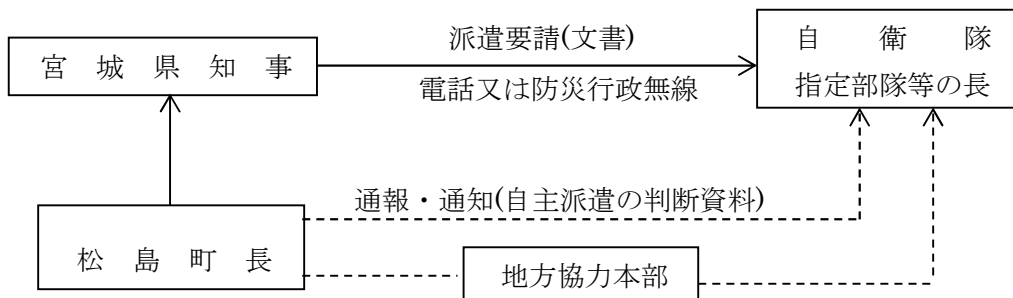 派遣要請(文書)
宮城県知事
電話又は防災行政無線
自衛隊
指定部隊等の長
通報・通知(自主派遣の判断資料)
松島町長
地方協力本部